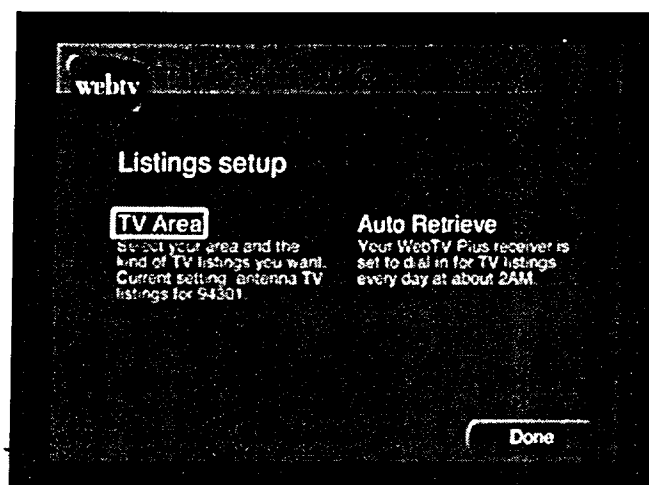 webtv
Listings setup
TV Area
Select your area and the
kind of TV listings you want.
Current setting: antenna TV
listings for 94301.
Auto Retrieve
Your WebTV Plus receiver is
set to dial in for TV listings
every day at about 2AM.
Done